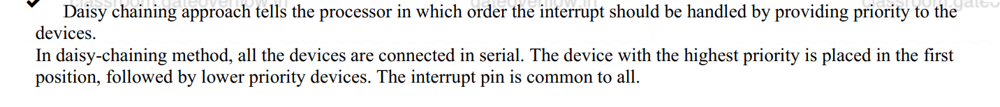 Daisy chaining approach tells the processor in which order the interrupt should be handled by providing priority to the
devices.
In daisy-chaining method, all the devices are connected in serial. The device with the highest priority is placed in the first
position, followed by lower priority devices. The interrupt pin is common to all.